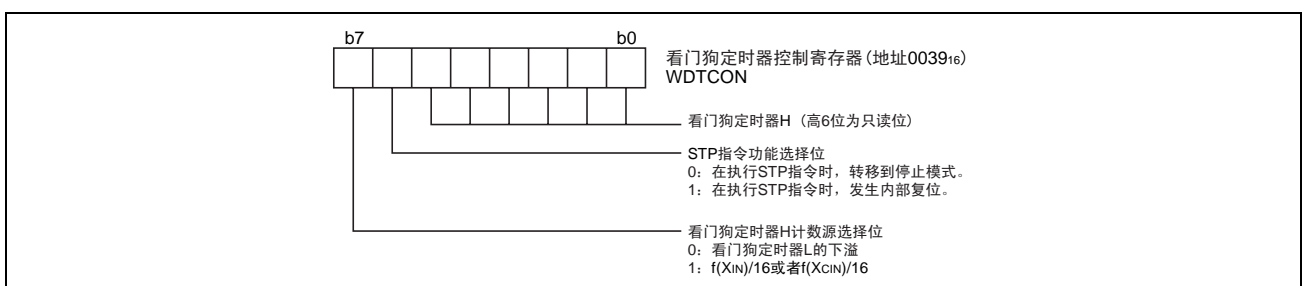 b7 b0
看门狗定时器控制寄存器(地址0039₁₆)
WDTCON
看门狗定时器H（高6位为只读位）
STP指令功能选择位
0：在执行STP指令时，转移到停止模式。
1：在执行STP指令时，发生内部复位。
看门狗定时器H计数源选择位
0：看门狗定时器L的下溢
1：f(XIN)/16或者f(XCIN)/16